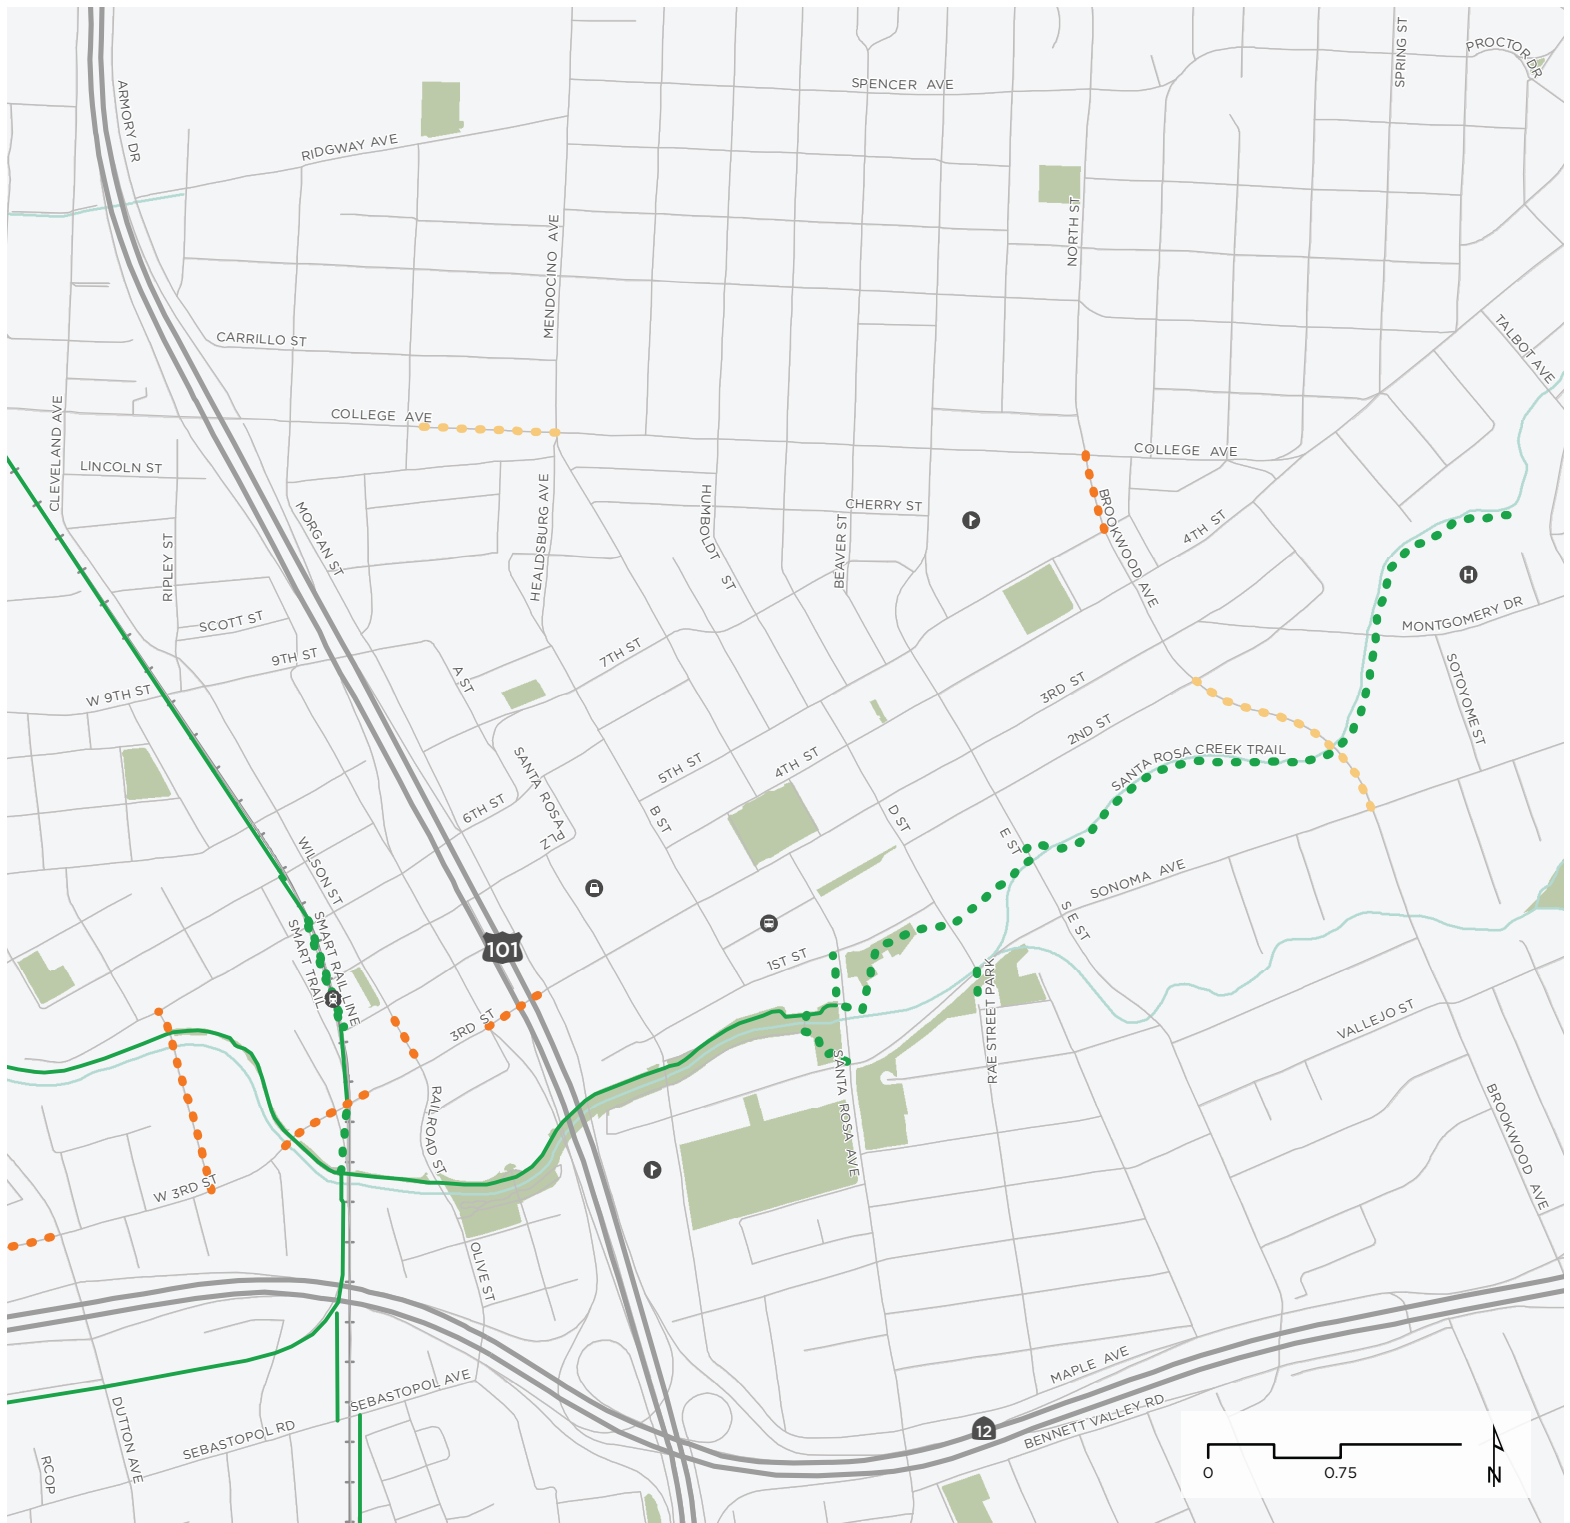 SPENCER AVE
SPRING ST
PROCTOR DR
ARMORY DR
RIDGWAY AVE
MENDOCINO AVE
NORTH ST
CARRILLO ST
TALBOT AVE
CLEVELAND AVE
COLLEGE AVE
COLLEGE AVE
LINCOLN ST
MORGAN ST
HEALDSBURG AVE
HUMBOLDT ST
CHERRY ST
BEAVER ST
BROOKWOOD AVE
4TH ST
H
RIPLEY ST
SCOTT ST
MONTGOMERY DR
9TH ST
W 9TH ST
A ST
7TH ST
3RD ST
2ND ST
SOTOYOME ST
SANTA ROSA CREEK TRAIL
5TH ST
4TH ST
SANTA ROSA PLZ
6TH ST
B ST
D ST
E ST
WILSON ST
SONOMA AVE
S E ST
SMART RAIL LINE
SMART TRAIL
101
1ST ST
RAE STREET PARK
3RD ST
VALLEJO ST
RAILROAD ST
SANTA ROSA AVE
BROOKWOOD AVE
W 3RD ST
OLIVE ST
MAPLE AVE
12
BENNETT VALLEY RD
SEBASTOPOL AVE
SEBASTOPOL RD
DUTTON AVE
RCOP
0
0.75
N